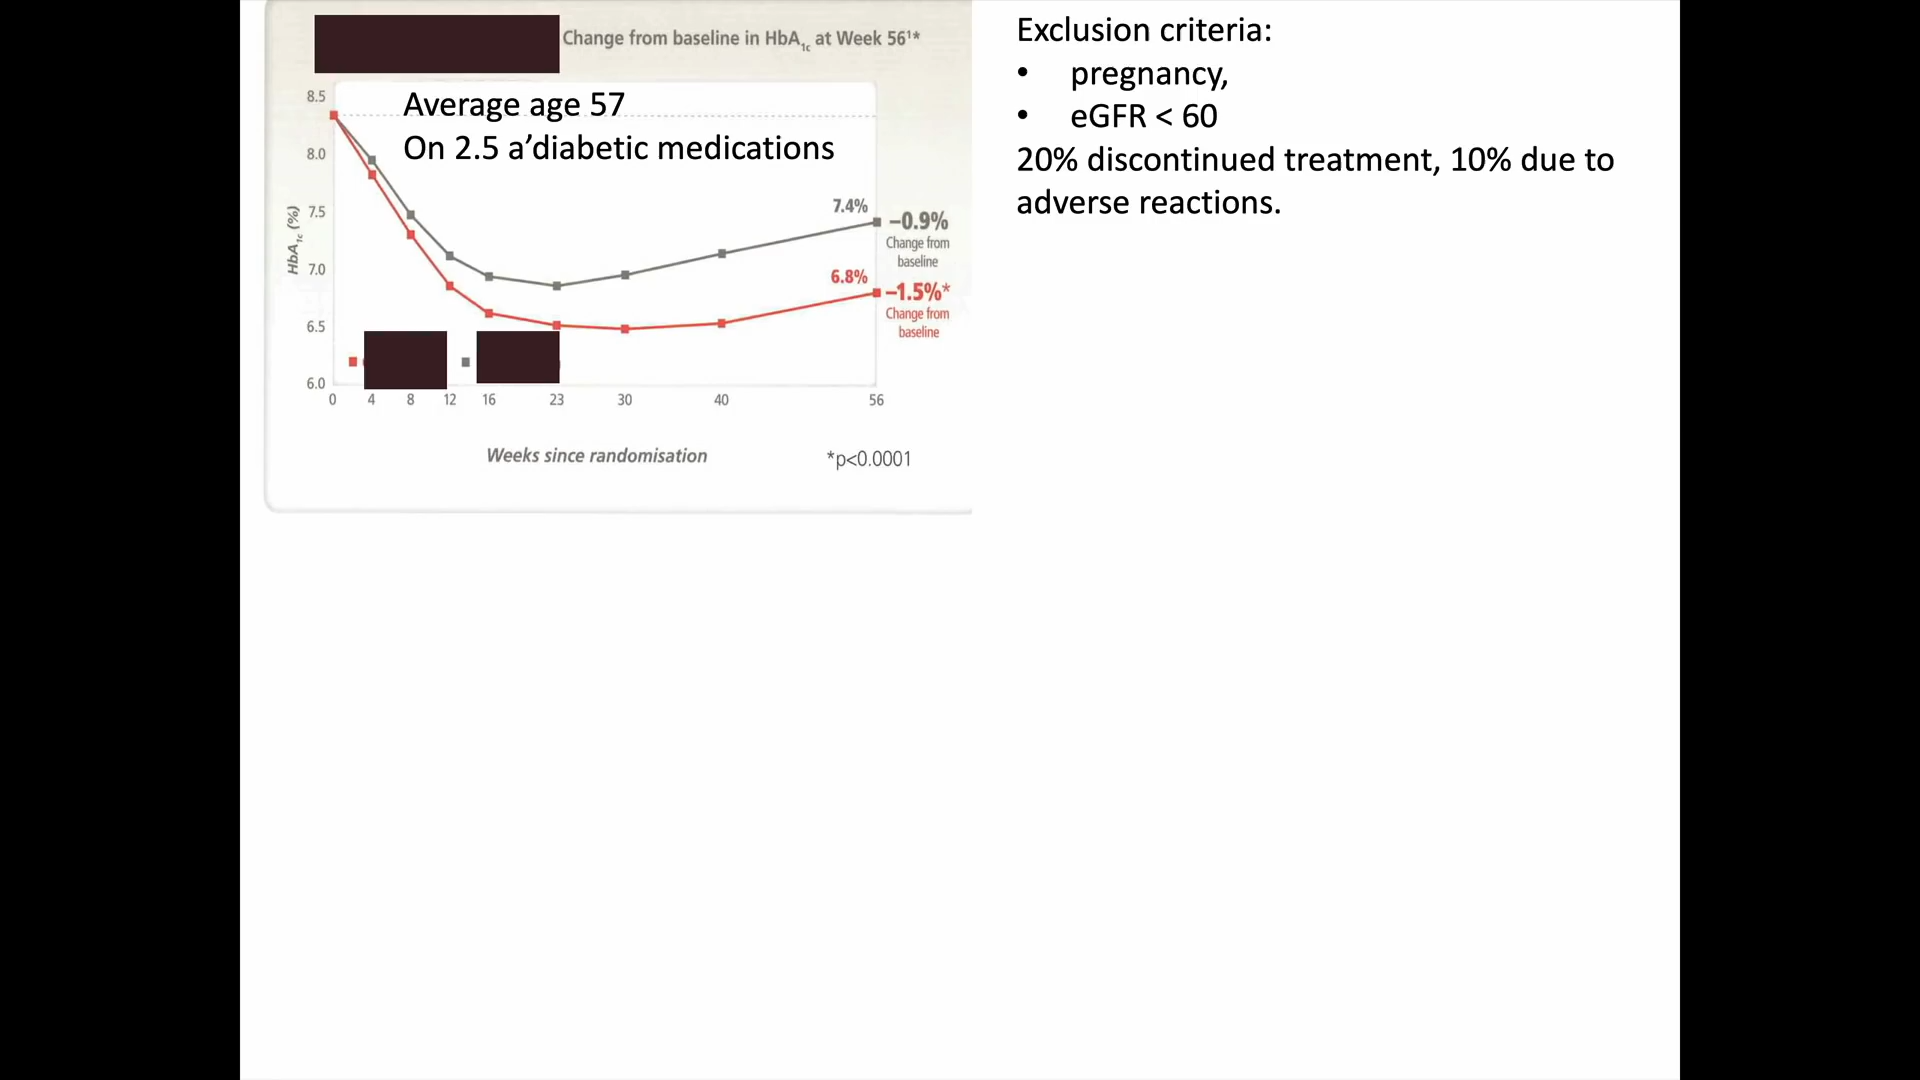 Change from baseline in HbA1c at Week 56¹*
8.5
8.0
7.5
7.0
6.5
6.0
HbA1c (%)
Average age 57
On 2.5 a’diabetic medications
7.4%
–0.9%
Change from
baseline
6.8%
–1.5%*
Change from
baseline
0 4 8 12 16 23 30 40 56
Weeks since randomisation
*p<0.0001
Exclusion criteria:
• pregnancy,
• eGFR < 60
20% discontinued treatment, 10% due to
adverse reactions.